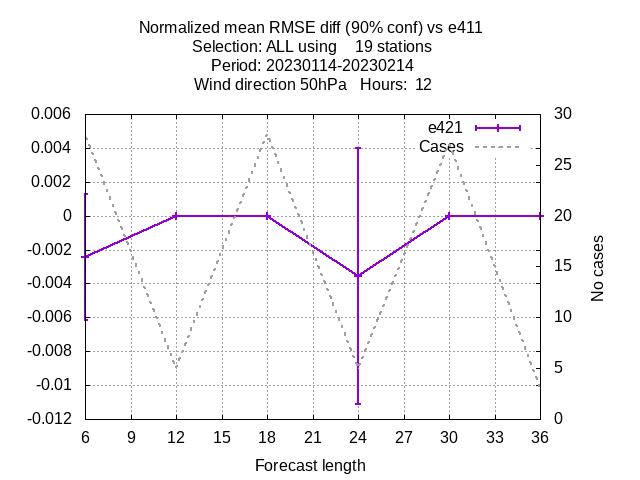 Normalized mean RMSE diff (90% conf) vs e411
Selection: ALL using    19 stations
Period: 20230114-20230214
Wind direction 50hPa   Hours:  12
0.006
0.004
0.002
0
-0.002
-0.004
-0.006
-0.008
-0.01
-0.012
30
25
20
15
10
5
0
e421
Cases
No cases
6 9 12 15 18 21 24 27 30 33 36
Forecast length